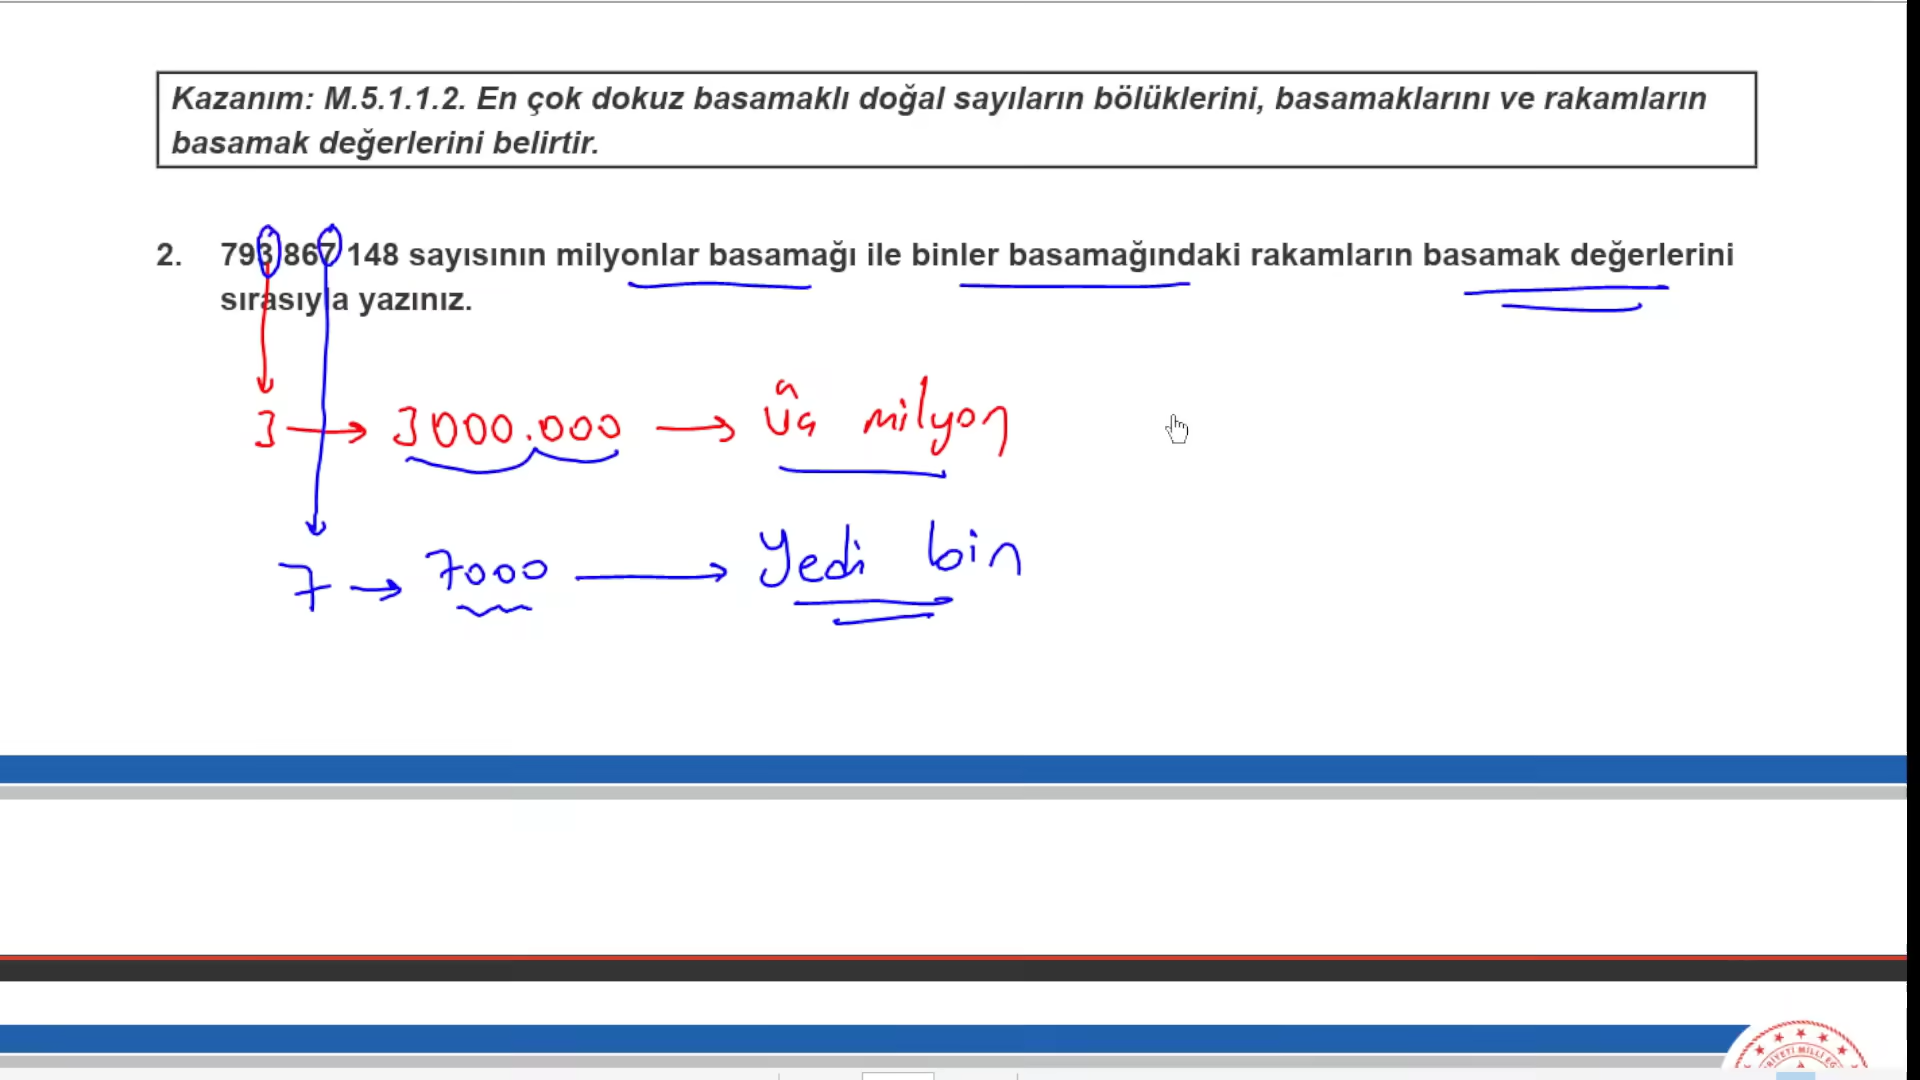 Kazanım: M.5.1.1.2. En çok dokuz basamaklı doğal sayıların bölüklerini, basamaklarını ve rakamların
basamak değerlerini belirtir.
2. 793 867 148 sayısının milyonlar basamağı ile binler basamağındaki rakamların basamak değerlerini
sırasıyla yazınız.
3 → 3000.000 → üç milyon
7 → 7000 → Yedi bin